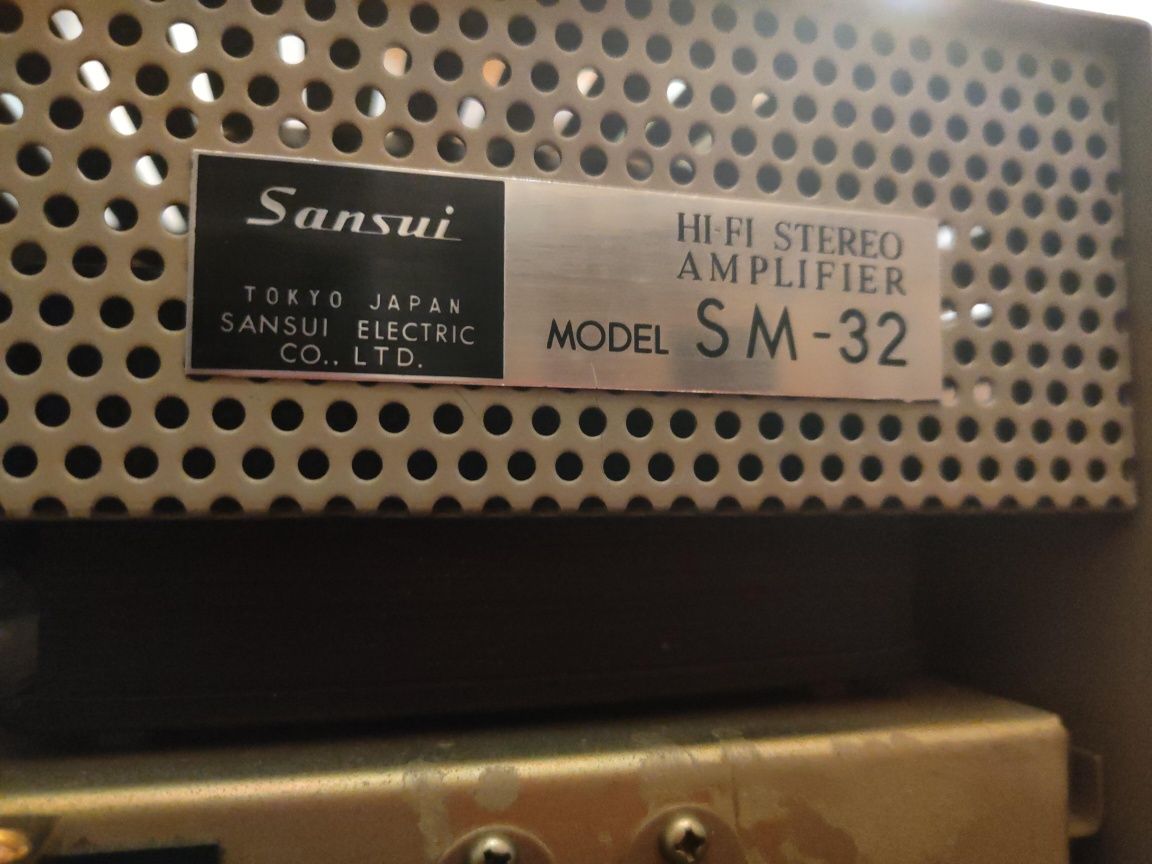 Sansui
TOKYO JAPAN
SANSUI ELECTRIC
CO., LTD.
HI-FI STEREO
AMPLIFIER
MODEL SM-32